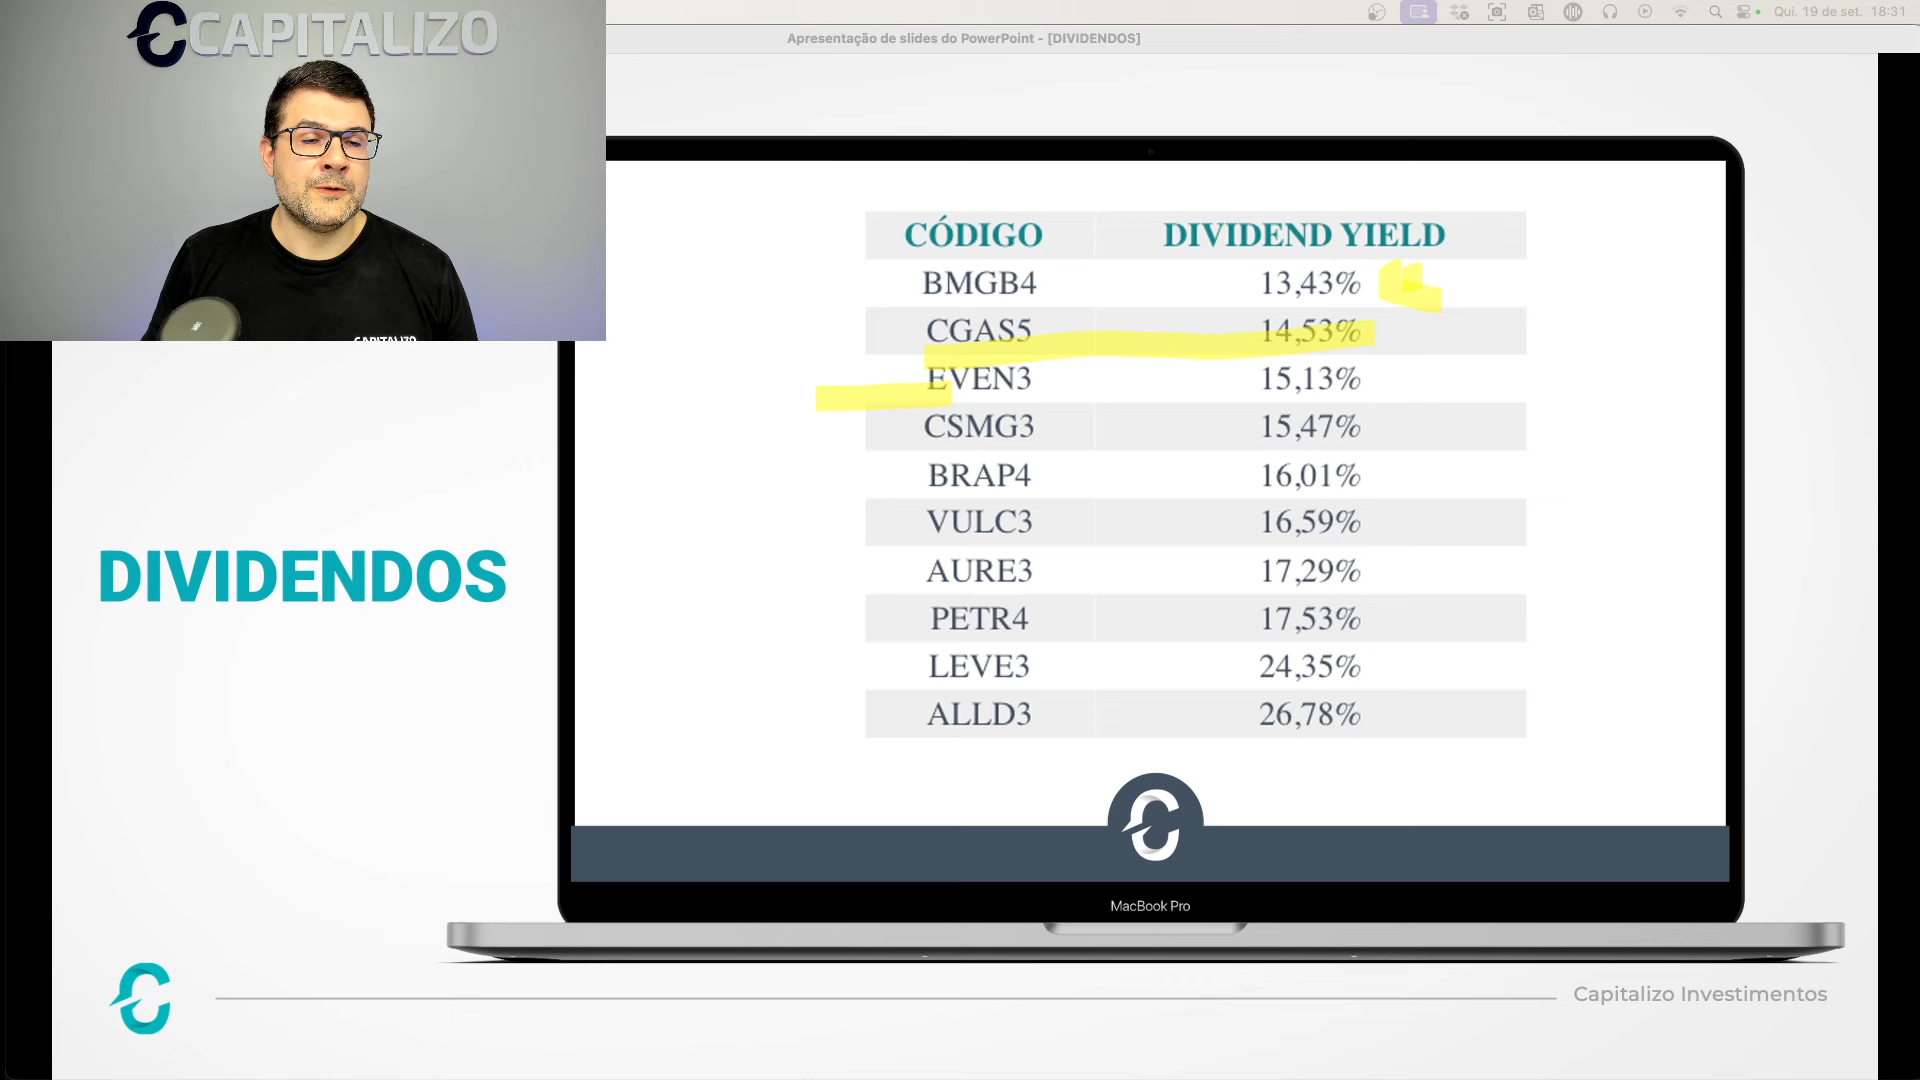 CAPITALIZO
Qui. 19 de set. 18:31
Apresentação de slides do PowerPoint - [DIVIDENDOS]
CAPITALIZO
CÓDIGO DIVIDEND YIELD
BMGB4 13,43%
CGAS5 14,53%
EVEN3 15,13%
CSMG3 15,47%
BRAP4 16,01%
VULC3 16,59%
AURE3 17,29%
PETR4 17,53%
LEVE3 24,35%
ALLD3 26,78%
DIVIDENDOS
MacBook Pro
Capitalizo Investimentos